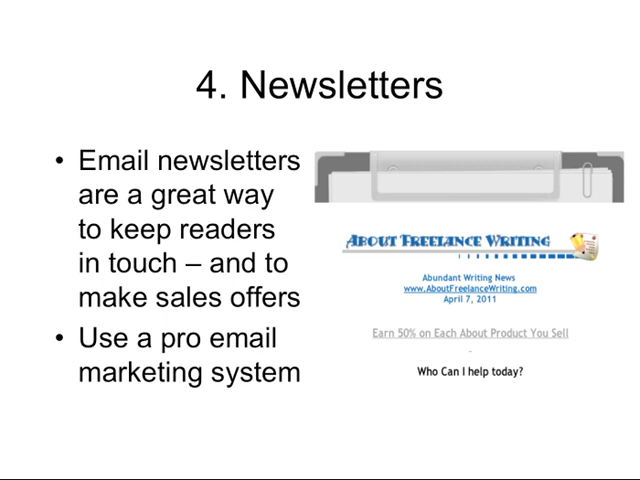 4. Newsletters
• Email newsletters
are a great way
to keep readers
in touch – and to
make sales offers
• Use a pro email
marketing system
About Freelance Writing
Abundant Writing News
www.AboutFreelanceWriting.com
April 7, 2011
Earn 50% on Each About Product You Sell
Who Can I help today?